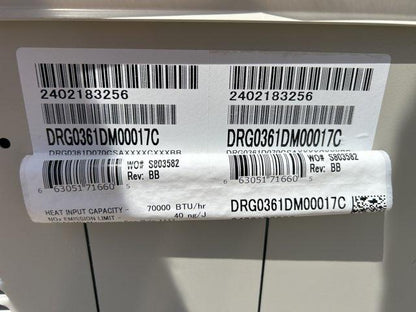 2402183256 2402183256
DRG0361DM00017C DRG0361DM00017C
WO# S803582 WO# S803582
Rev: BB Rev: BB
6 63051 71660 5 6 63051 71660 5
HEAT INPUT CAPACITY - 70000 BTU/hr
NOx EMISSION LIMIT - 40 ng/J
DRG0361DM00017C